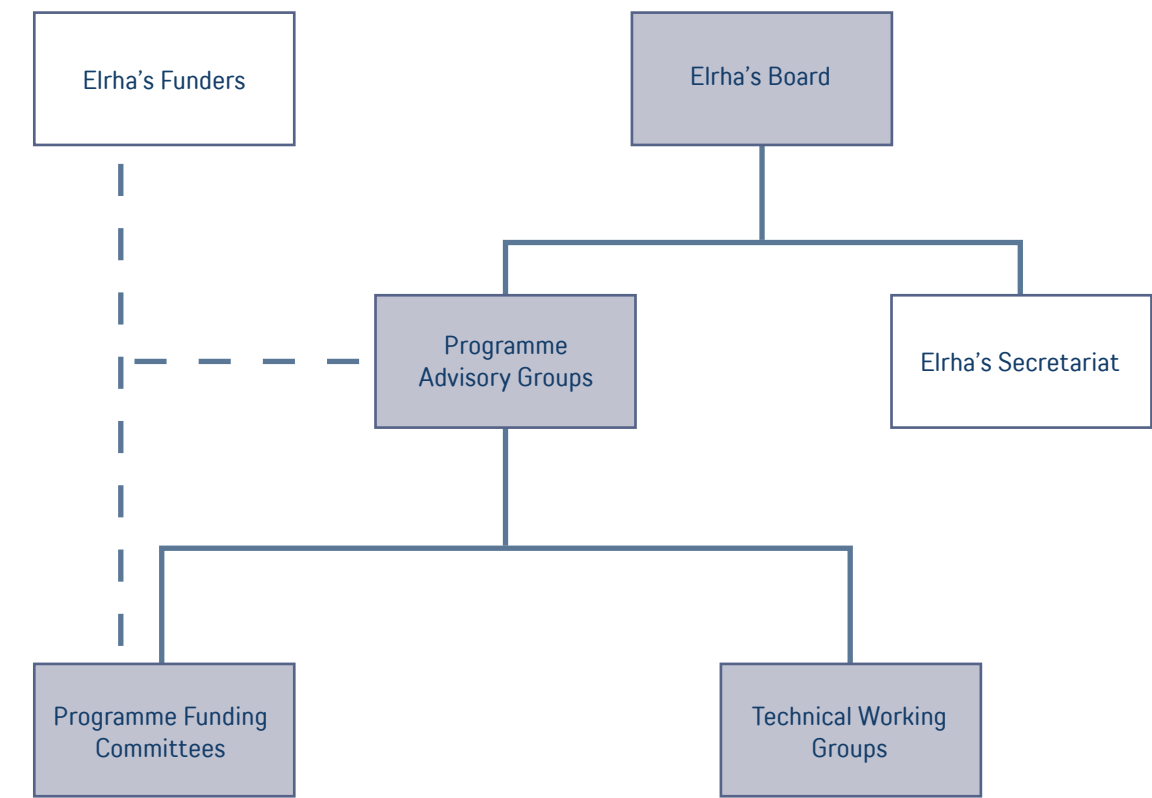 Elrha’s Funders
Elrha’s Board
Programme
Advisory Groups
Elrha’s Secretariat
Programme Funding
Committees
Technical Working
Groups